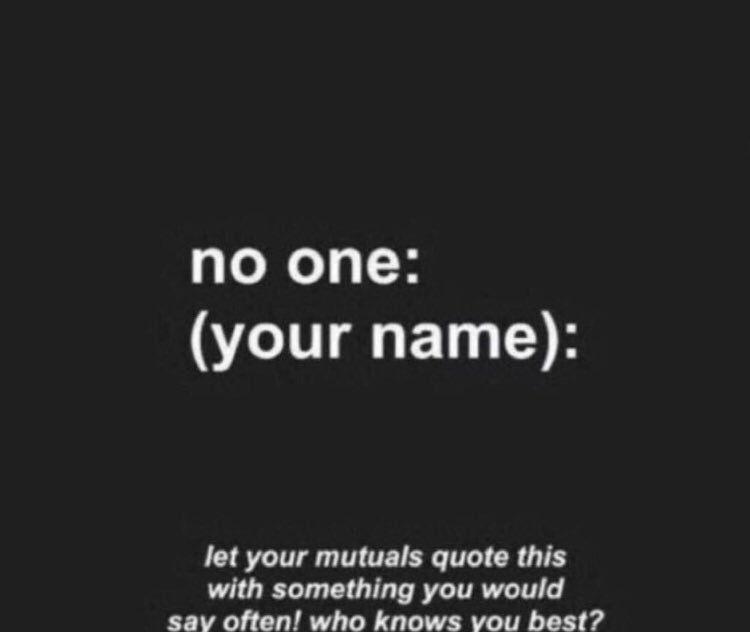 no one:
(your name):
let your mutuals quote this
with something you would
say often! who knows you best?